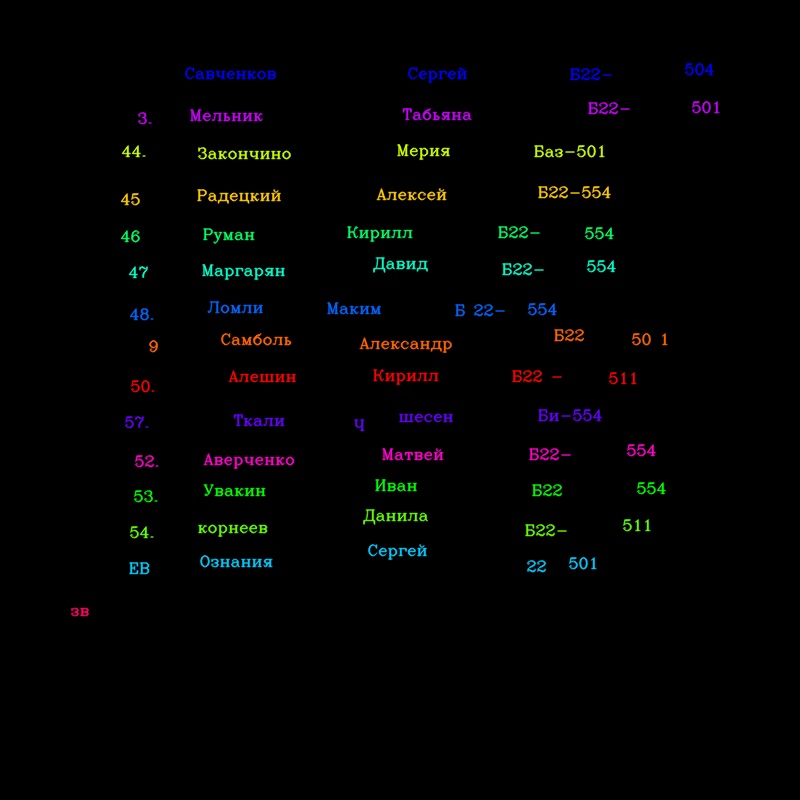 Савченков Сергей Б22- 504
3. Мельник Табьяна Б22- 501
44. Закончино Мерия Баз-501
45 Радецкий Алексей Б22-554
46 Руман Кирилл Б22- 554
47 Маргарян Давид Б22- 554
48. Ломли Маким Б 22- 554
9 Самболь Александр Б22 50 1
50. Алешин Кирилл Б22 - 511
57. Ткали ч шесен Би-554
52. Аверченко Матвей Б22- 554
53. Увакин Иван Б22 554
54. корнеев Данила Б22- 511
ЕВ Ознания Сергей 22 501
зв